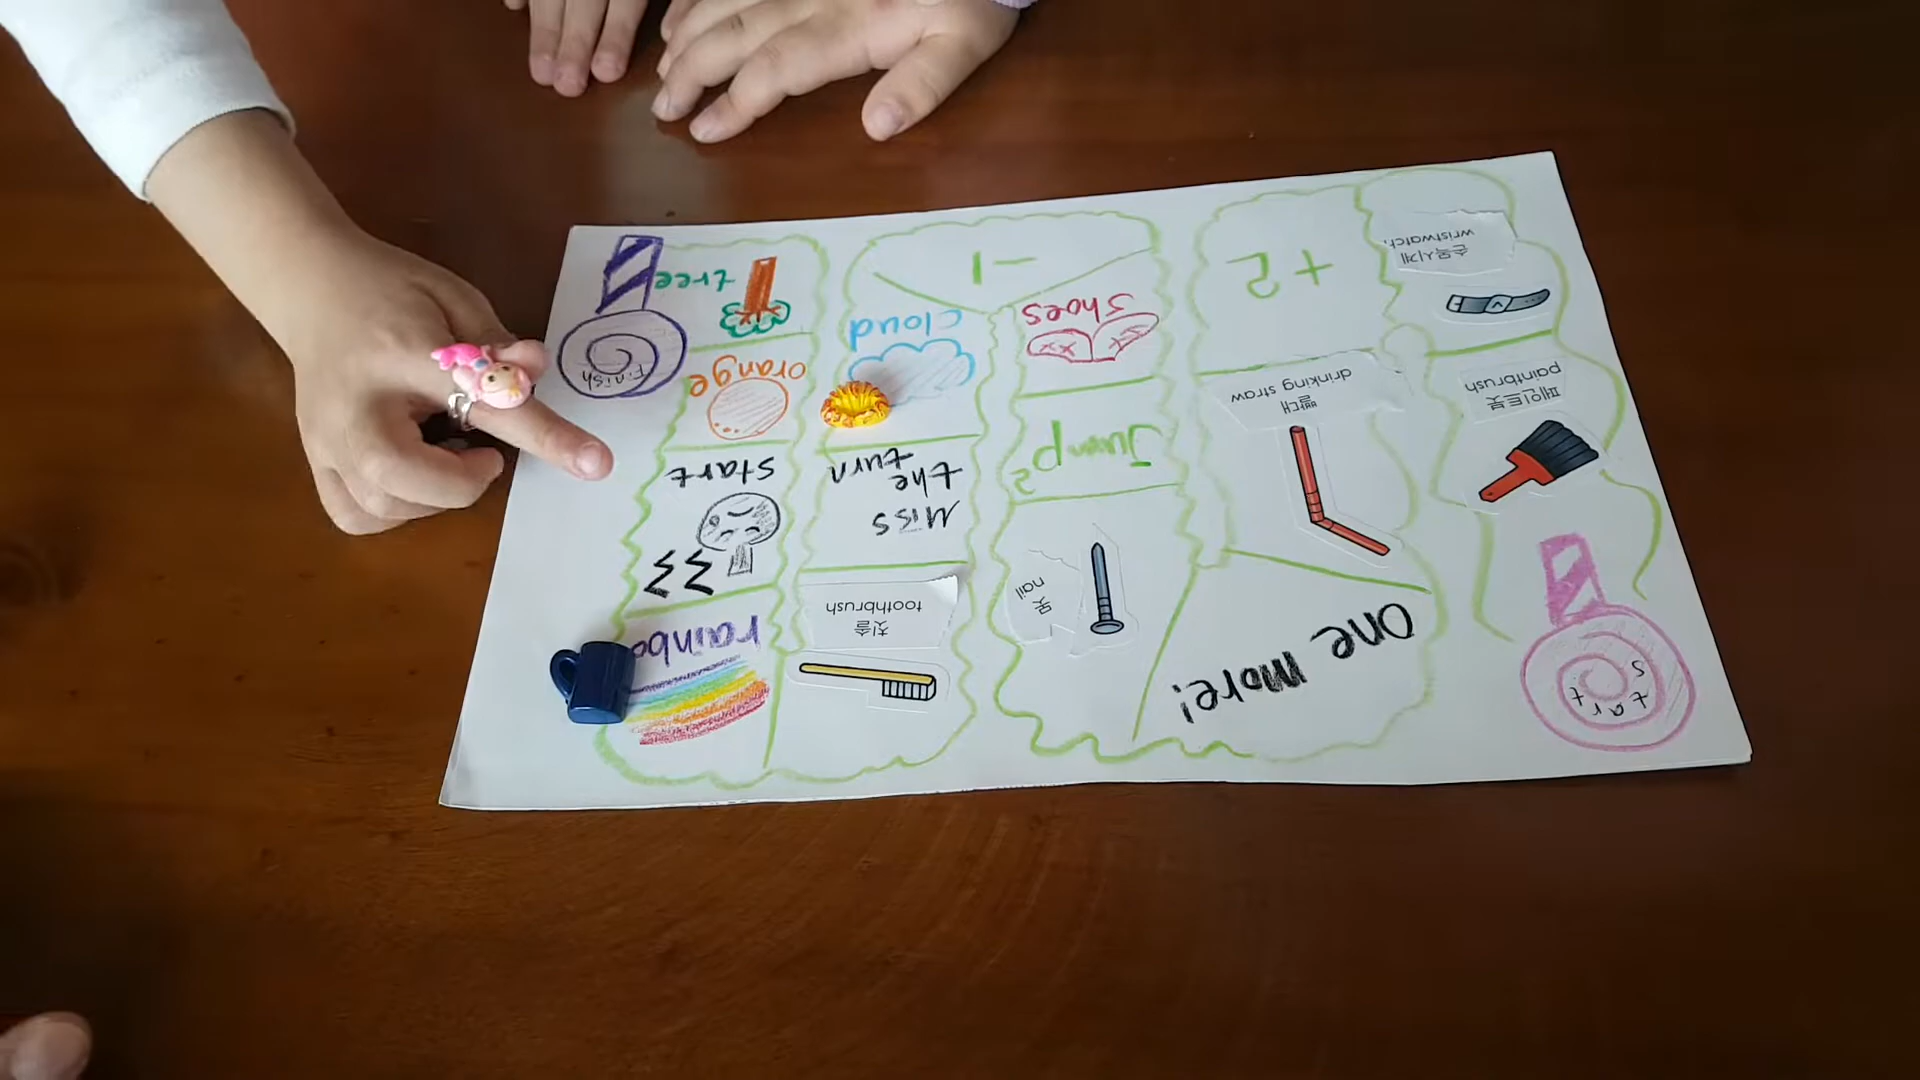 start
페인트붓
paintbrush
손목시계
wristwatch
+2
빨대
drinking straw
One more!
못
nail
Jump 2
shoes
-1
cloud
Miss
the
turn
칫솔
toothbrush
rainbo
start
orange
tree
Finish